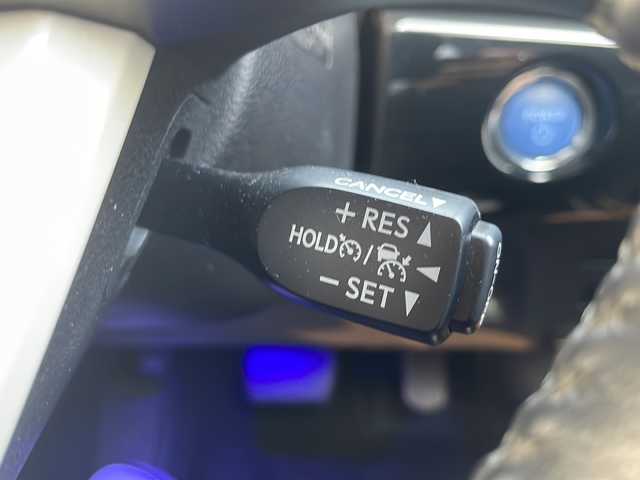 CANCEL▼
+ RES ▲
HOLD / ◀
− SET ▼